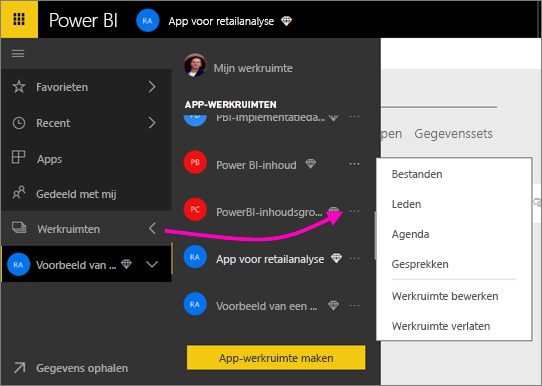 Power BI
RA App voor retailanalyse
Mijn werkruimte
Favorieten
APP-WERKRUIMTEN
PBI-implementatieda...
Recent
Gegevenssets
Apps
PB Power BI-inhoud
Bestanden
Gedeeld met mij
Leden
PC PowerBI-inhoudsgro...
Werkruimten
Agenda
RA Voorbeeld van ...
RA App voor retailanalyse
Gesprekken
Werkruimte bewerken
RA Voorbeeld van een ...
Werkruimte verlaten
Gegevens ophalen
App-werkruimte maken